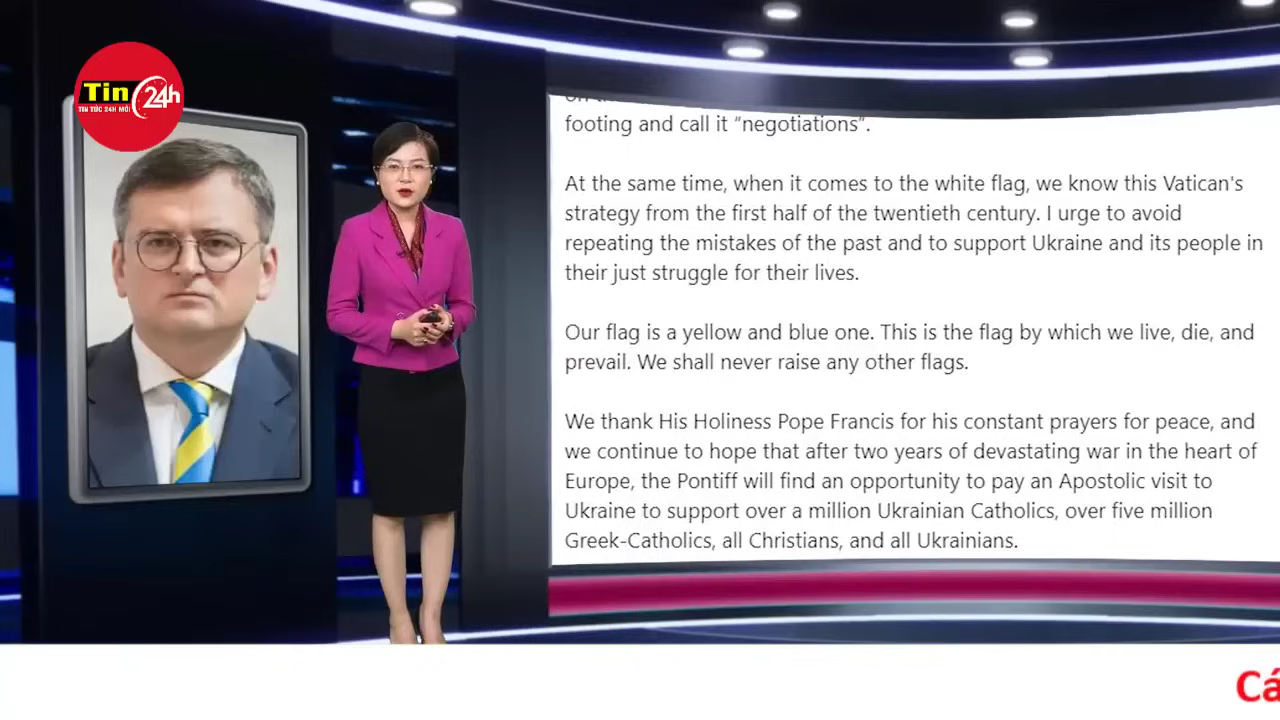 Tin 24h
TIN TỨC 24H MỚI
footing and call it “negotiations”.
At the same time, when it comes to the white flag, we know this Vatican's
strategy from the first half of the twentieth century. I urge to avoid
repeating the mistakes of the past and to support Ukraine and its people in
their just struggle for their lives.
Our flag is a yellow and blue one. This is the flag by which we live, die, and
prevail. We shall never raise any other flags.
We thank His Holiness Pope Francis for his constant prayers for peace, and
we continue to hope that after two years of devastating war in the heart of
Europe, the Pontiff will find an opportunity to pay an Apostolic visit to
Ukraine to support over a million Ukrainian Catholics, over five million
Greek-Catholics, all Christians, and all Ukrainians.